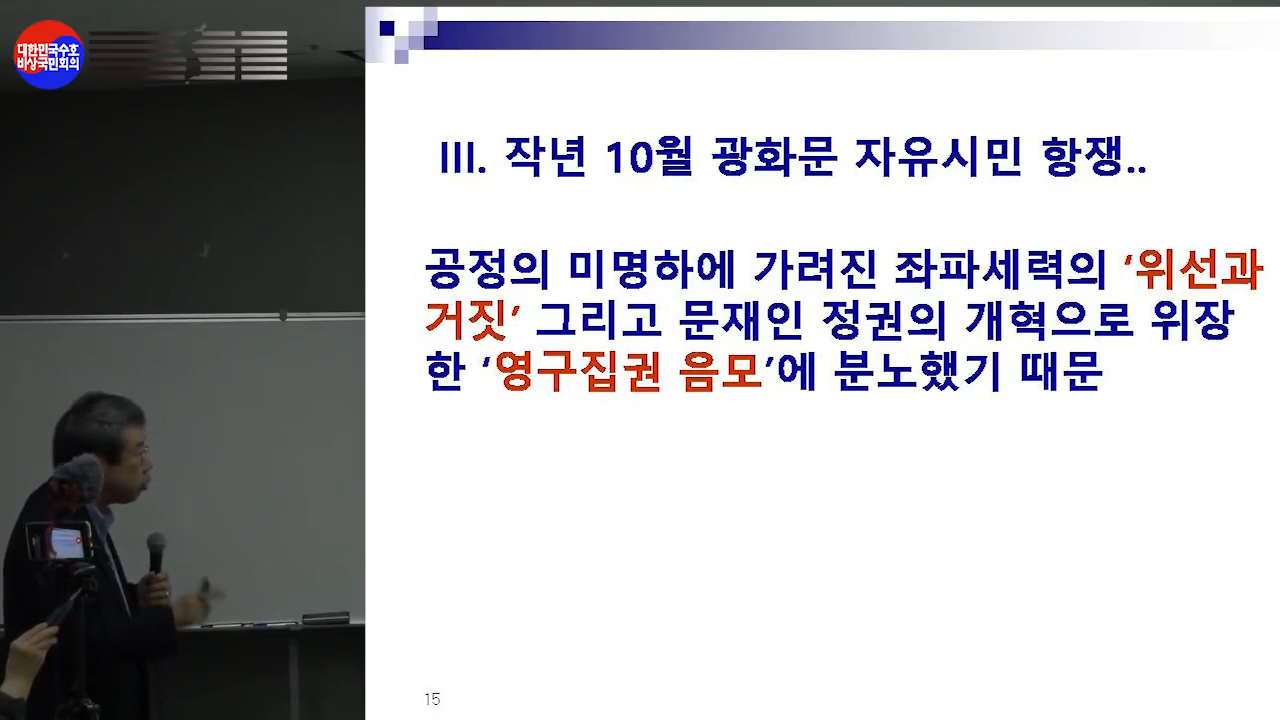 대한민국수호
비상국민회의
III. 작년 10월 광화문 자유시민 항쟁..
공정의 미명하에 가려진 좌파세력의 ‘위선과
거짓’ 그리고 문재인 정권의 개혁으로 위장
한 ‘영구집권 음모’에 분노했기 때문
15